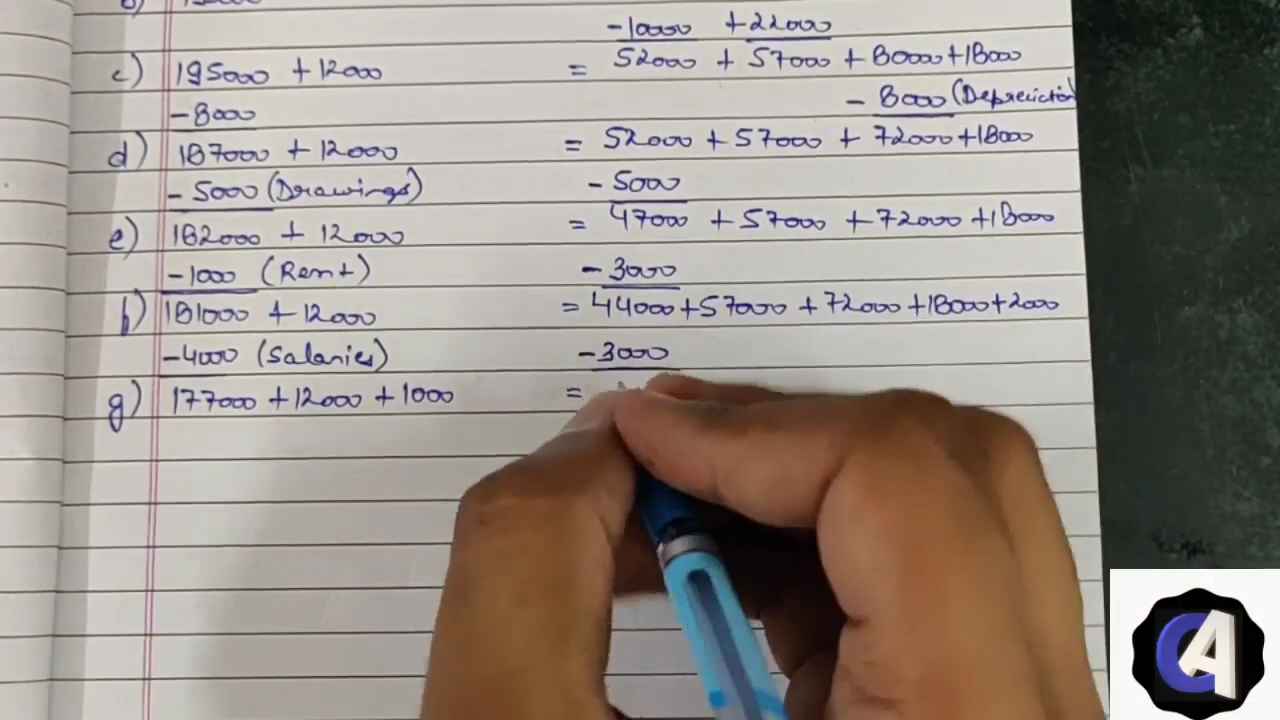 -10000 +22000
c) 195000 + 12000 = 52000 + 57000 + 80000 + 18000
-8000 - 8000 (Depreciction)
d) 187000 + 12000 = 52000 + 57000 + 72000 + 18000
- 5000 (Drawings) - 5000
e) 182000 + 12000 = 47000 + 57000 + 72000 + 18000
-1000 (Rent) - 3000
f) 181000 + 12000 = 44000 + 57000 + 72000 + 18000 + 2000
-4000 (Salaries) -3000
g) 177000 + 12000 + 1000 =
CA